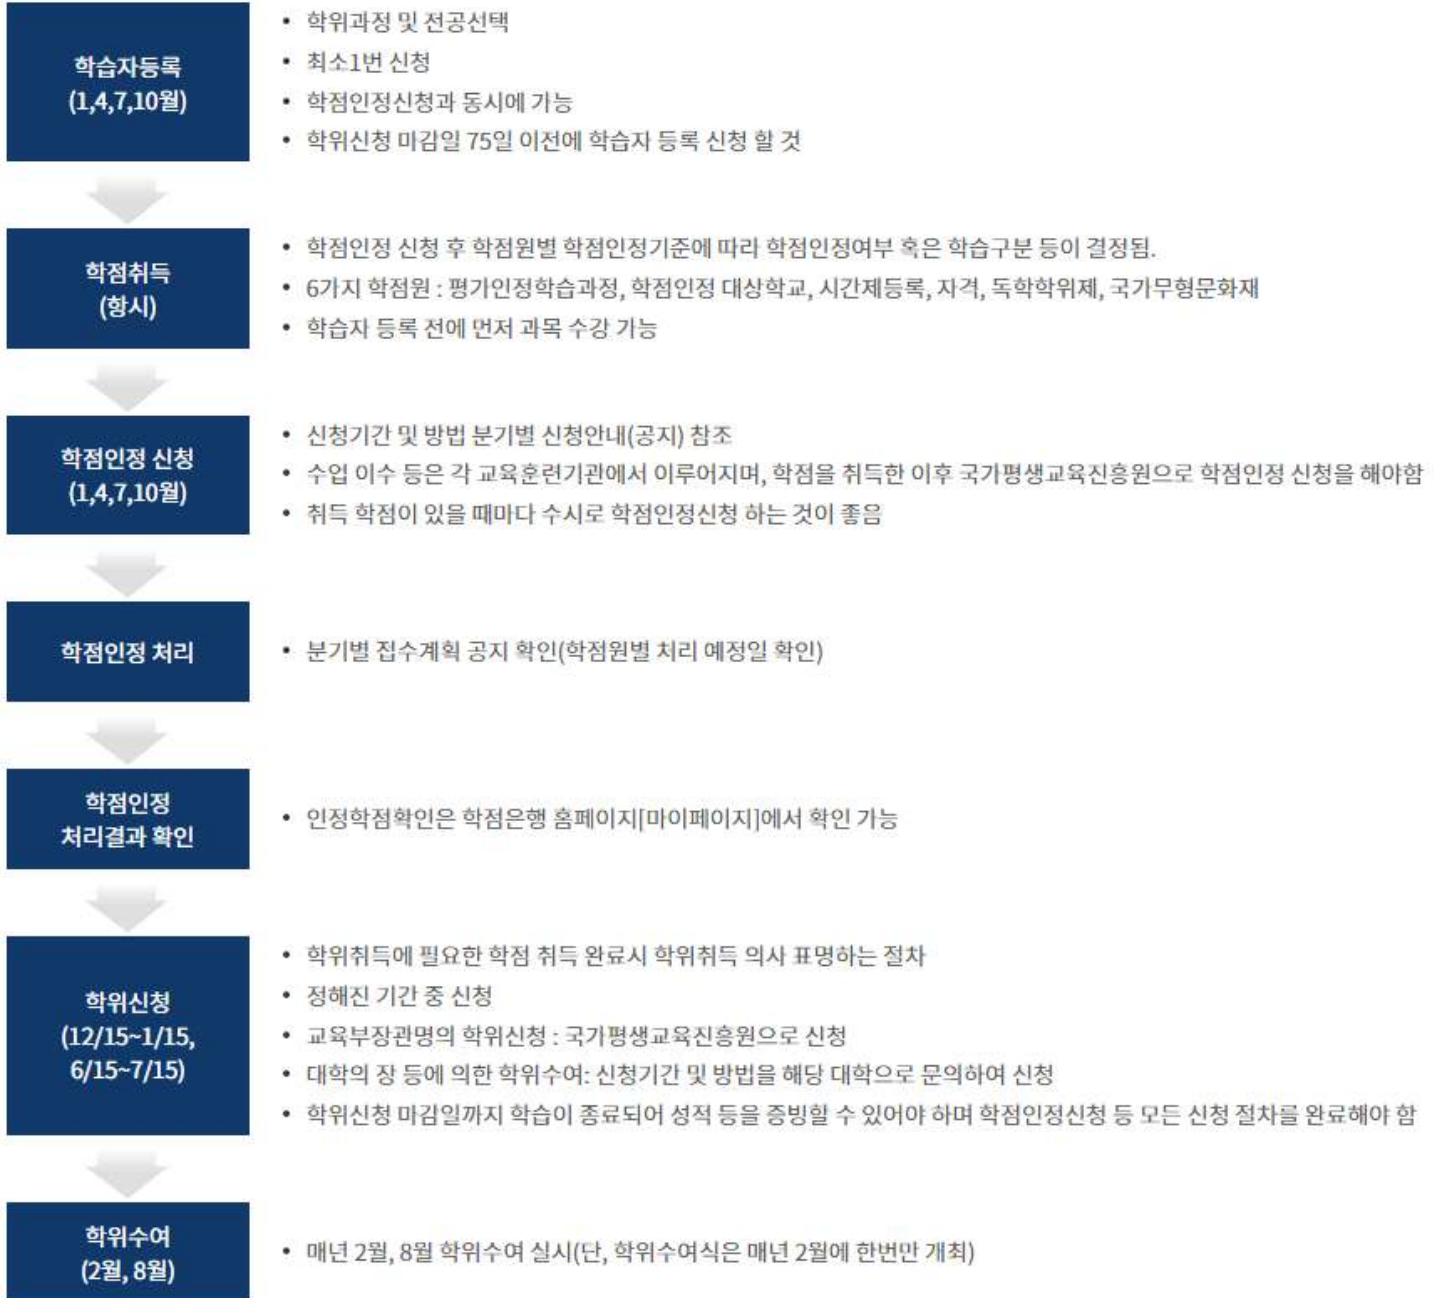 학습자등록
(1,4,7,10월)
• 학위과정 및 전공선택
• 최소1번 신청
• 학점인정신청과 동시에 가능
• 학위신청 마감일 75일 이전에 학습자 등록 신청 할 것
학점취득
(항시)
• 학점인정 신청 후 학점원별 학점인정기준에 따라 학점인정여부 혹은 학습구분 등이 결정됨.
• 6가지 학점원 : 평가인정학습과정, 학점인정 대상학교, 시간제등록, 자격, 독학학위제, 국가무형문화재
• 학습자 등록 전에 먼저 과목 수강 가능
학점인정 신청
(1,4,7,10월)
• 신청기간 및 방법 분기별 신청안내(공지) 참조
• 수업 이수 등은 각 교육훈련기관에서 이루어지며, 학점을 취득한 이후 국가평생교육진흥원으로 학점인정 신청을 해야함
• 취득 학점이 있을 때마다 수시로 학점인정신청 하는 것이 좋음
학점인정 처리
• 분기별 접수계획 공지 확인(학점원별 처리 예정일 확인)
학점인정
처리결과 확인
• 인정학점확인은 학점은행 홈페이지[마이페이지]에서 확인 가능
학위신청
(12/15~1/15,
6/15~7/15)
• 학위취득에 필요한 학점 취득 완료시 학위취득 의사 표명하는 절차
• 정해진 기간 중 신청
• 교육부장관명의 학위신청 : 국가평생교육진흥원으로 신청
• 대학의 장 등에 의한 학위수여: 신청기간 및 방법을 해당 대학으로 문의하여 신청
• 학위신청 마감일까지 학습이 종료되어 성적 등을 증빙할 수 있어야 하며 학점인정신청 등 모든 신청 절차를 완료해야 함
학위수여
(2월, 8월)
• 매년 2월, 8월 학위수여 실시(단, 학위수여식은 매년 2월에 한번만 개최)